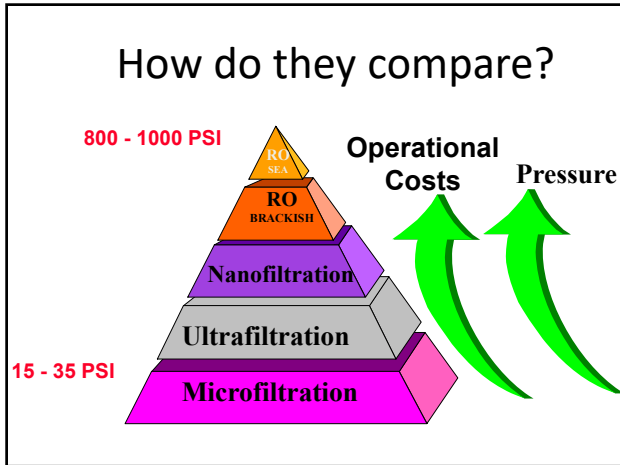 How do they compare?
800 - 1000 PSI
RO
SEA
Operational
Costs
Pressure
RO
BRACKISH
Nanofiltration
Ultrafiltration
15 - 35 PSI
Microfiltration